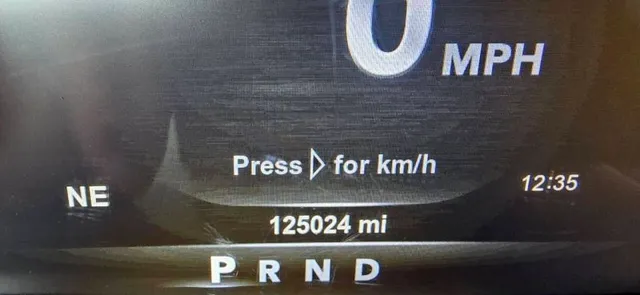 0 MPH
Press ▷ for km/h
NE
12:35
125024 mi
P R N D